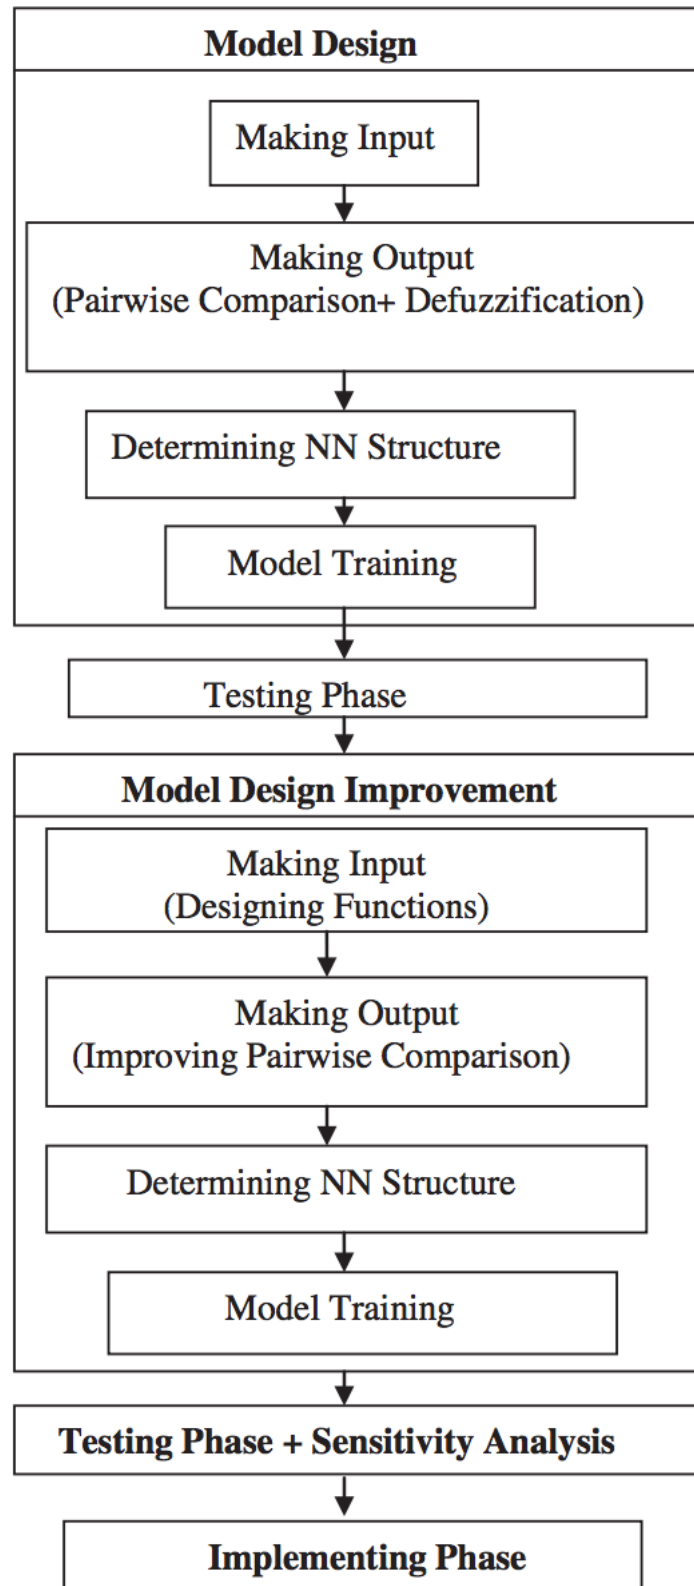 Model Design
Making Input
Making Output
(Pairwise Comparison+ Defuzzification)
Determining NN Structure
Model Training
Testing Phase
Model Design Improvement
Making Input
(Designing Functions)
Making Output
(Improving Pairwise Comparison)
Determining NN Structure
Model Training
Testing Phase + Sensitivity Analysis
Implementing Phase